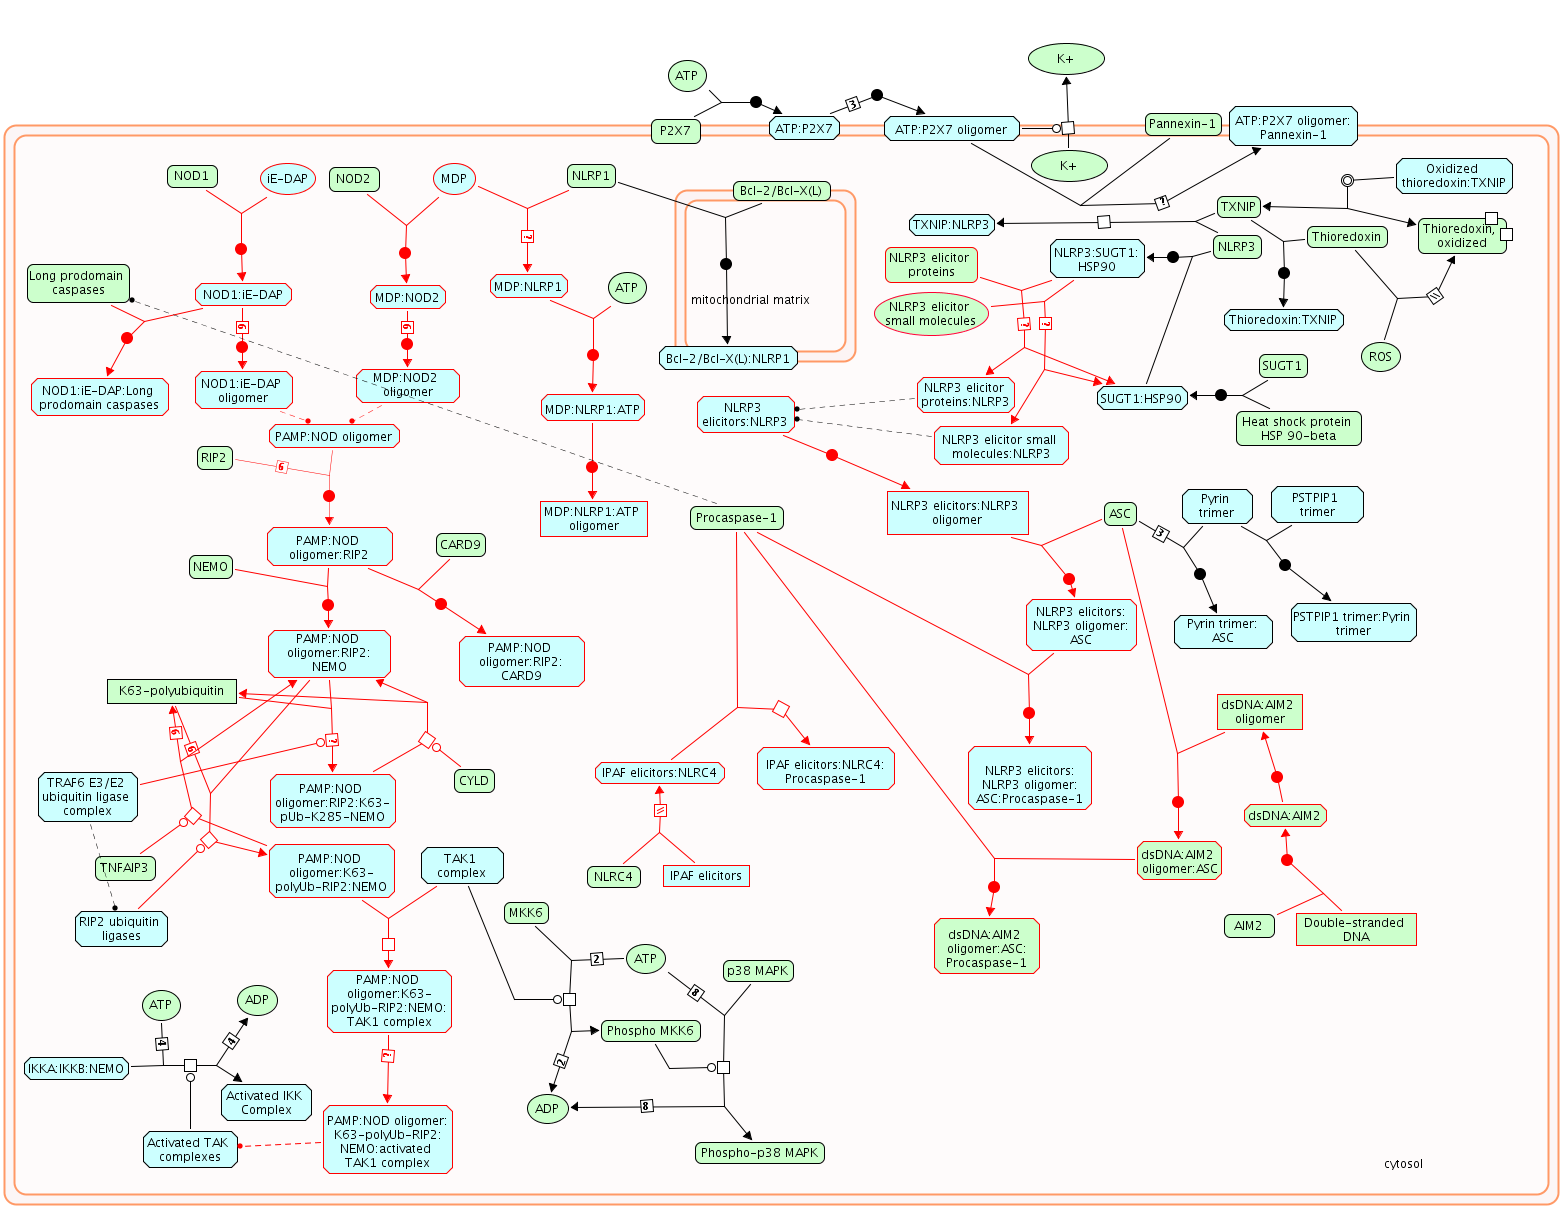 K+
ATP
P2X7
ATP:P2X7
3
ATP:P2X7 oligomer
K+
Pannexin-1
ATP:P2X7 oligomer:
Pannexin-1
?
NOD1
iE-DAP
NOD2
MDP
NLRP1
Bcl-2/Bcl-X(L)
Oxidized
thioredoxin:TXNIP
TXNIP
TXNIP:NLRP3
Thioredoxin,
oxidized
Thioredoxin
NLRP3
?
NLRP3 elicitor
proteins
NLRP3:SUGT1:
HSP90
Long prodomain
caspases
NOD1:iE-DAP
MDP:NOD2
MDP:NLRP1
ATP
mitochondrial matrix
NLRP3 elicitor
small molecules
//
Thioredoxin:TXNIP
6
6
?
?
ROS
Bcl-2/Bcl-X(L):NLRP1
SUGT1
NOD1:iE-DAP:Long
prodomain caspases
NOD1:iE-DAP
oligomer
MDP:NOD2
oligomer
MDP:NLRP1:ATP
NLRP3
elicitors:NLRP3
NLRP3 elicitor
proteins:NLRP3
SUGT1:HSP90
Heat shock protein
HSP 90-beta
PAMP:NOD oligomer
NLRP3 elicitor small
molecules:NLRP3
RIP2
6
MDP:NLRP1:ATP
oligomer
Procaspase-1
NLRP3 elicitors:NLRP3
oligomer
ASC
3
Pyrin
trimer
PSTPIP1
trimer
PAMP:NOD
oligomer:RIP2
CARD9
NEMO
NLRP3 elicitors:
NLRP3 oligomer:
ASC
Pyrin trimer:
ASC
PSTPIP1 trimer:Pyrin
trimer
PAMP:NOD
oligomer:RIP2:
NEMO
PAMP:NOD
oligomer:RIP2:
CARD9
K63-polyubiquitin
dsDNA:AIM2
oligomer
6
6
?
CYLD
TRAF6 E3/E2
ubiquitin ligase
complex
PAMP:NOD
oligomer:RIP2:K63-
pUb-K285-NEMO
IPAF elicitors:NLRC4
IPAF elicitors:NLRC4:
Procaspase-1
NLRP3 elicitors:
NLRP3 oligomer:
ASC:Procaspase-1
//
dsDNA:AIM2
TNFAIP3
PAMP:NOD
oligomer:K63-
polyUb-RIP2:NEMO
TAK1
complex
NLRC4
IPAF elicitors
dsDNA:AIM2
oligomer:ASC
RIP2 ubiquitin
ligases
MKK6
AIM2
Double-stranded
DNA
dsDNA:AIM2
oligomer:ASC:
Procaspase-1
2
ATP
p38 MAPK
8
PAMP:NOD
oligomer:K63-
polyUb-RIP2:NEMO:
TAK1 complex
ATP
ADP
Phospho MKK6
4
4
?
2
IKKA:IKKB:NEMO
Activated IKK
Complex
ADP
8
PAMP:NOD oligomer:
K63-polyUb-RIP2:
NEMO:activated
TAK1 complex
Activated TAK
complexes
Phospho-p38 MAPK
cytosol